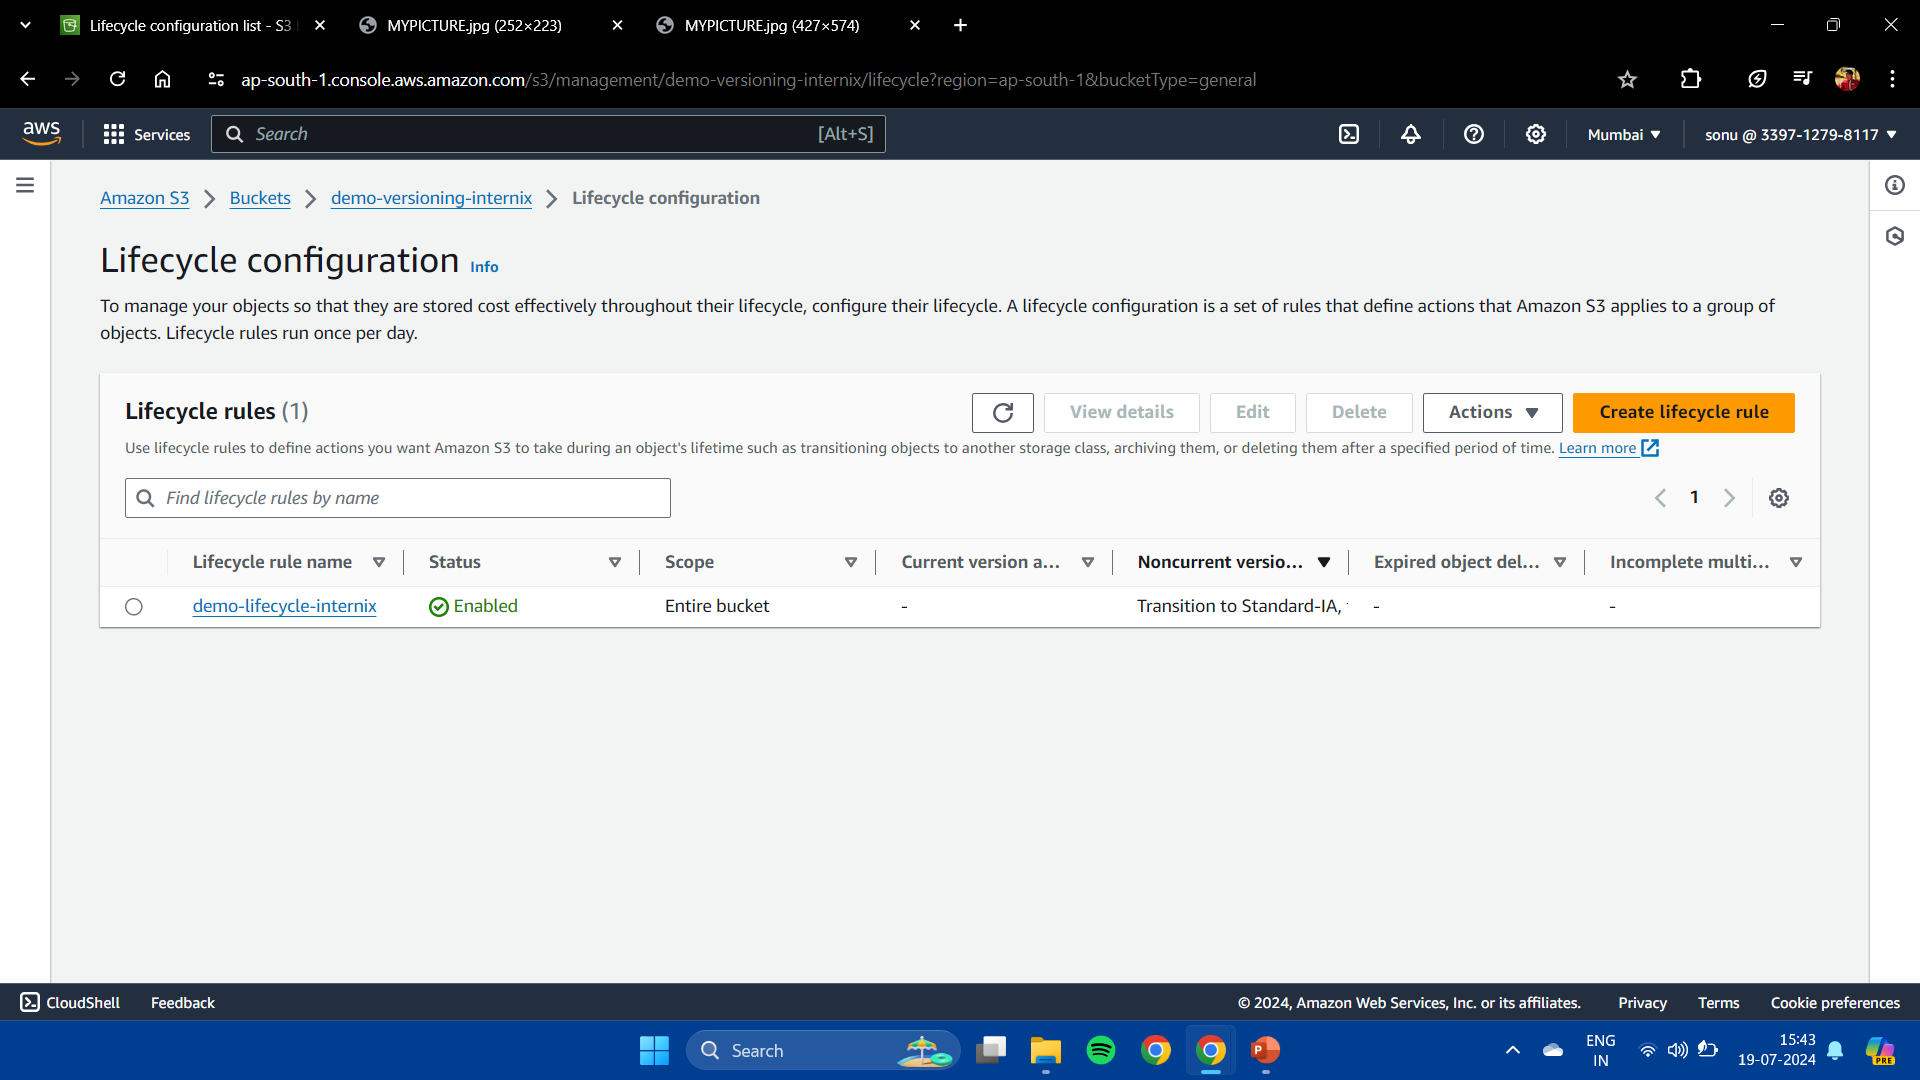 Lifecycle configuration list - S3
MYPICTURE.jpg (252×223)
MYPICTURE.jpg (427×574)
ap-south-1.console.aws.amazon.com/s3/management/demo-versioning-internix/lifecycle?region=ap-south-1&bucketType=general
aws
Services
Search
[Alt+S]
Mumbai
sonu @ 3397-1279-8117
Amazon S3
Buckets
demo-versioning-internix
Lifecycle configuration
Lifecycle configuration Info
To manage your objects so that they are stored cost effectively throughout their lifecycle, configure their lifecycle. A lifecycle configuration is a set of rules that define actions that Amazon S3 applies to a group of
objects. Lifecycle rules run once per day.
Lifecycle rules (1)
View details
Edit
Delete
Actions
Create lifecycle rule
Use lifecycle rules to define actions you want Amazon S3 to take during an object's lifetime such as transitioning objects to another storage class, archiving them, or deleting them after a specified period of time. Learn more
Find lifecycle rules by name
1
Lifecycle rule name
Status
Scope
Current version a...
Noncurrent versio...
Expired object del...
Incomplete multi...
demo-lifecycle-internix
Enabled
Entire bucket
-
Transition to Standard-IA,
-
-
CloudShell
Feedback
© 2024, Amazon Web Services, Inc. or its affiliates.
Privacy
Terms
Cookie preferences
Search
ENG
IN
15:43
19-07-2024
PRE